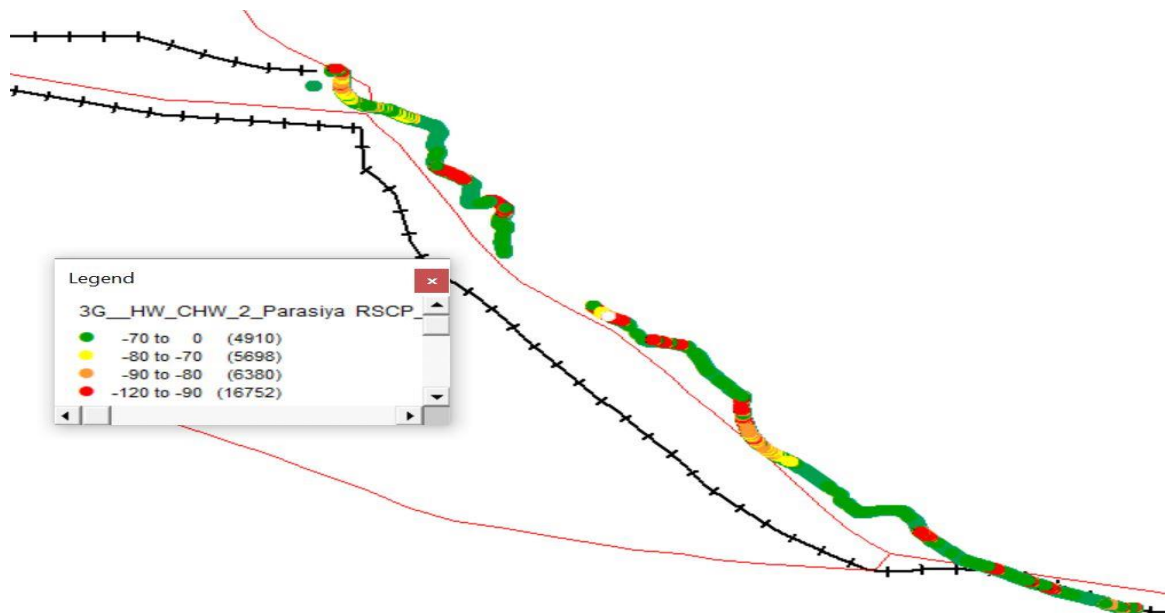 Legend
3G__HW_CHW_2_Parasiya RSCP_
-70 to 0 (4910)
-80 to -70 (5698)
-90 to -80 (6380)
-120 to -90 (16752)